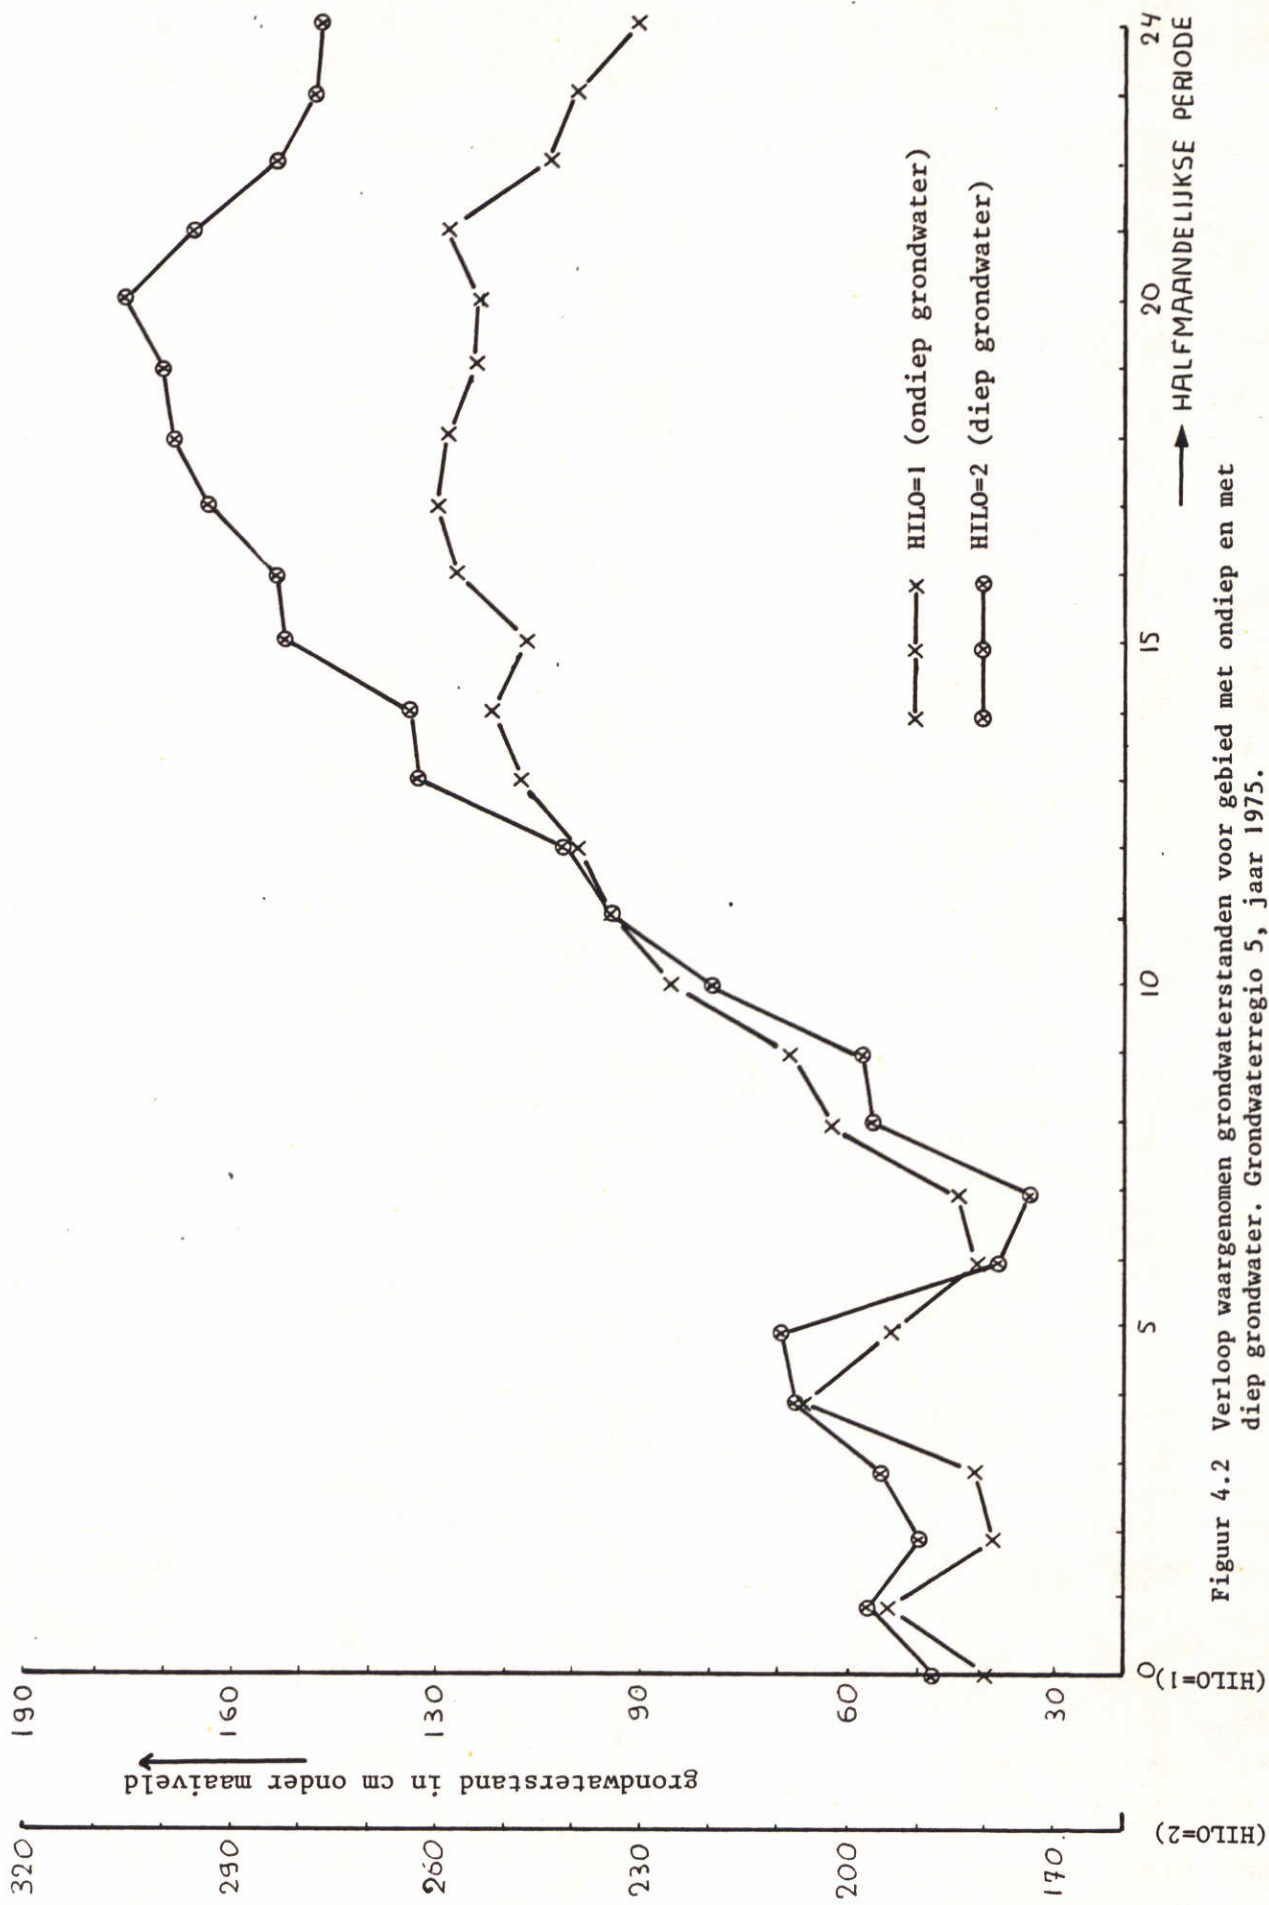 320
290
260
230
200
170.
(HILO=2)
grondwaterstand in cm onder maaiveld
190
160
130
90
60
30
(HILO=1)
0
5
10
15
20
24
HALFMAANDELIJKSE PERIODE
HILO=1 (ondiep grondwater)
HILO=2 (diep grondwater)
Figuur 4.2 Verloop waargenomen grondwaterstanden voor gebied met ondiep en met
diep grondwater. Grondwaterregio 5, jaar 1975.